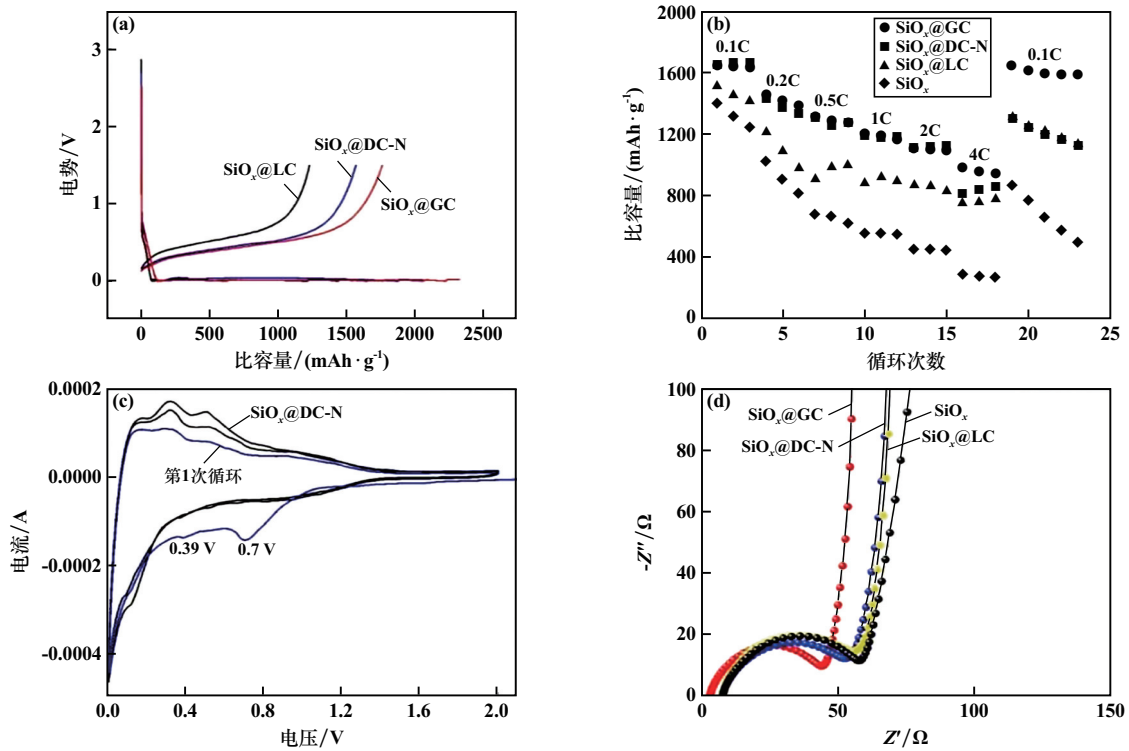 (a)
3
2
1
0
电势/V
SiOₓ@LC
SiOₓ@DC-N
SiOₓ@GC
0 500 1000 1500 2000 2500
比容量/(mAh·g⁻¹)
(b)
SiOₓ@GC
SiOₓ@DC-N
SiOₓ@LC
SiOₓ
0.1C
0.2C
0.5C
1C
2C
4C
0.1C
2000
1600
1200
800
400
0
比容量/(mAh·g⁻¹)
0 5 10 15 20 25
循环次数
(c)
0.0002
0.0000
-0.0002
-0.0004
电流/A
SiOₓ@DC-N
第1次循环
0.39 V
0.7 V
0.0 0.4 0.8 1.2 1.6 2.0
电压/V
(d)
100
80
60
40
20
0
-Z″/Ω
SiOₓ@GC
SiOₓ
SiOₓ@DC-N
SiOₓ@LC
0 50 100 150
Z′/Ω